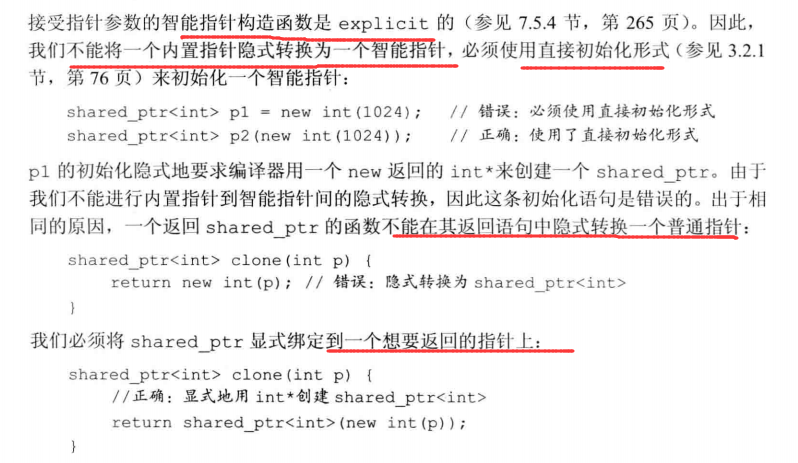 接受指针参数的智能指针构造函数是 explicit 的（参见 7.5.4 节，第 265 页）。因此，
我们不能将一个内置指针隐式转换为一个智能指针，必须使用直接初始化形式（参见 3.2.1
节，第 76 页）来初始化一个智能指针：
shared_ptr<int> p1 = new int(1024); // 错误：必须使用直接初始化形式
shared_ptr<int> p2(new int(1024)); // 正确：使用了直接初始化形式
p1 的初始化隐式地要求编译器用一个 new 返回的 int*来创建一个 shared_ptr。由于
我们不能进行内置指针到智能指针间的隐式转换，因此这条初始化语句是错误的。出于相
同的原因，一个返回 shared_ptr 的函数不能在其返回语句中隐式转换一个普通指针：
shared_ptr<int> clone(int p) {
return new int(p); // 错误：隐式转换为 shared_ptr<int>
}
我们必须将 shared_ptr 显式绑定到一个想要返回的指针上：
shared_ptr<int> clone(int p) {
//正确：显式地用 int*创建 shared_ptr<int>
return shared_ptr<int>(new int(p));
}